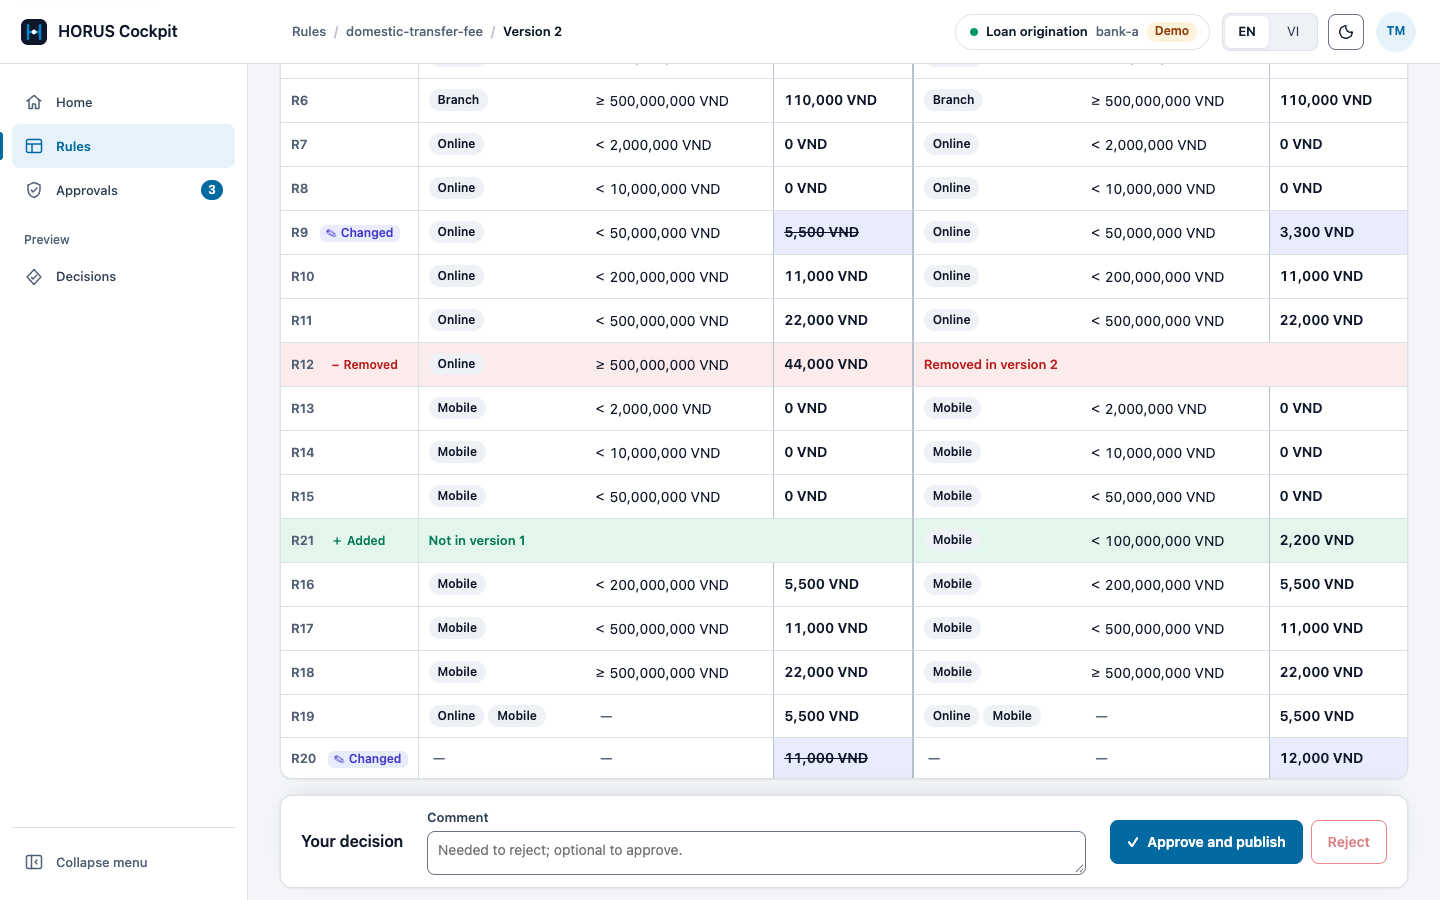 HORUS Cockpit
Rules / domestic-transfer-fee / Version 2
Loan origination bank-a Demo
EN VI
TM
Home
Rules
Approvals 3
Preview
Decisions
Collapse menu
R6 Branch ≥ 500,000,000 VND 110,000 VND Branch ≥ 500,000,000 VND 110,000 VND
R7 Online < 2,000,000 VND 0 VND Online < 2,000,000 VND 0 VND
R8 Online < 10,000,000 VND 0 VND Online < 10,000,000 VND 0 VND
R9 ✎ Changed Online < 50,000,000 VND 5,500 VND Online < 50,000,000 VND 3,300 VND
R10 Online < 200,000,000 VND 11,000 VND Online < 200,000,000 VND 11,000 VND
R11 Online < 500,000,000 VND 22,000 VND Online < 500,000,000 VND 22,000 VND
R12 − Removed Online ≥ 500,000,000 VND 44,000 VND Removed in version 2
R13 Mobile < 2,000,000 VND 0 VND Mobile < 2,000,000 VND 0 VND
R14 Mobile < 10,000,000 VND 0 VND Mobile < 10,000,000 VND 0 VND
R15 Mobile < 50,000,000 VND 0 VND Mobile < 50,000,000 VND 0 VND
R21 + Added Not in version 1 Mobile < 100,000,000 VND 2,200 VND
R16 Mobile < 200,000,000 VND 5,500 VND Mobile < 200,000,000 VND 5,500 VND
R17 Mobile < 500,000,000 VND 11,000 VND Mobile < 500,000,000 VND 11,000 VND
R18 Mobile ≥ 500,000,000 VND 22,000 VND Mobile ≥ 500,000,000 VND 22,000 VND
R19 Online Mobile — 5,500 VND Online Mobile — 5,500 VND
R20 ✎ Changed — — 11,000 VND — — 12,000 VND
Your decision
Comment
Needed to reject; optional to approve.
✓ Approve and publish
Reject